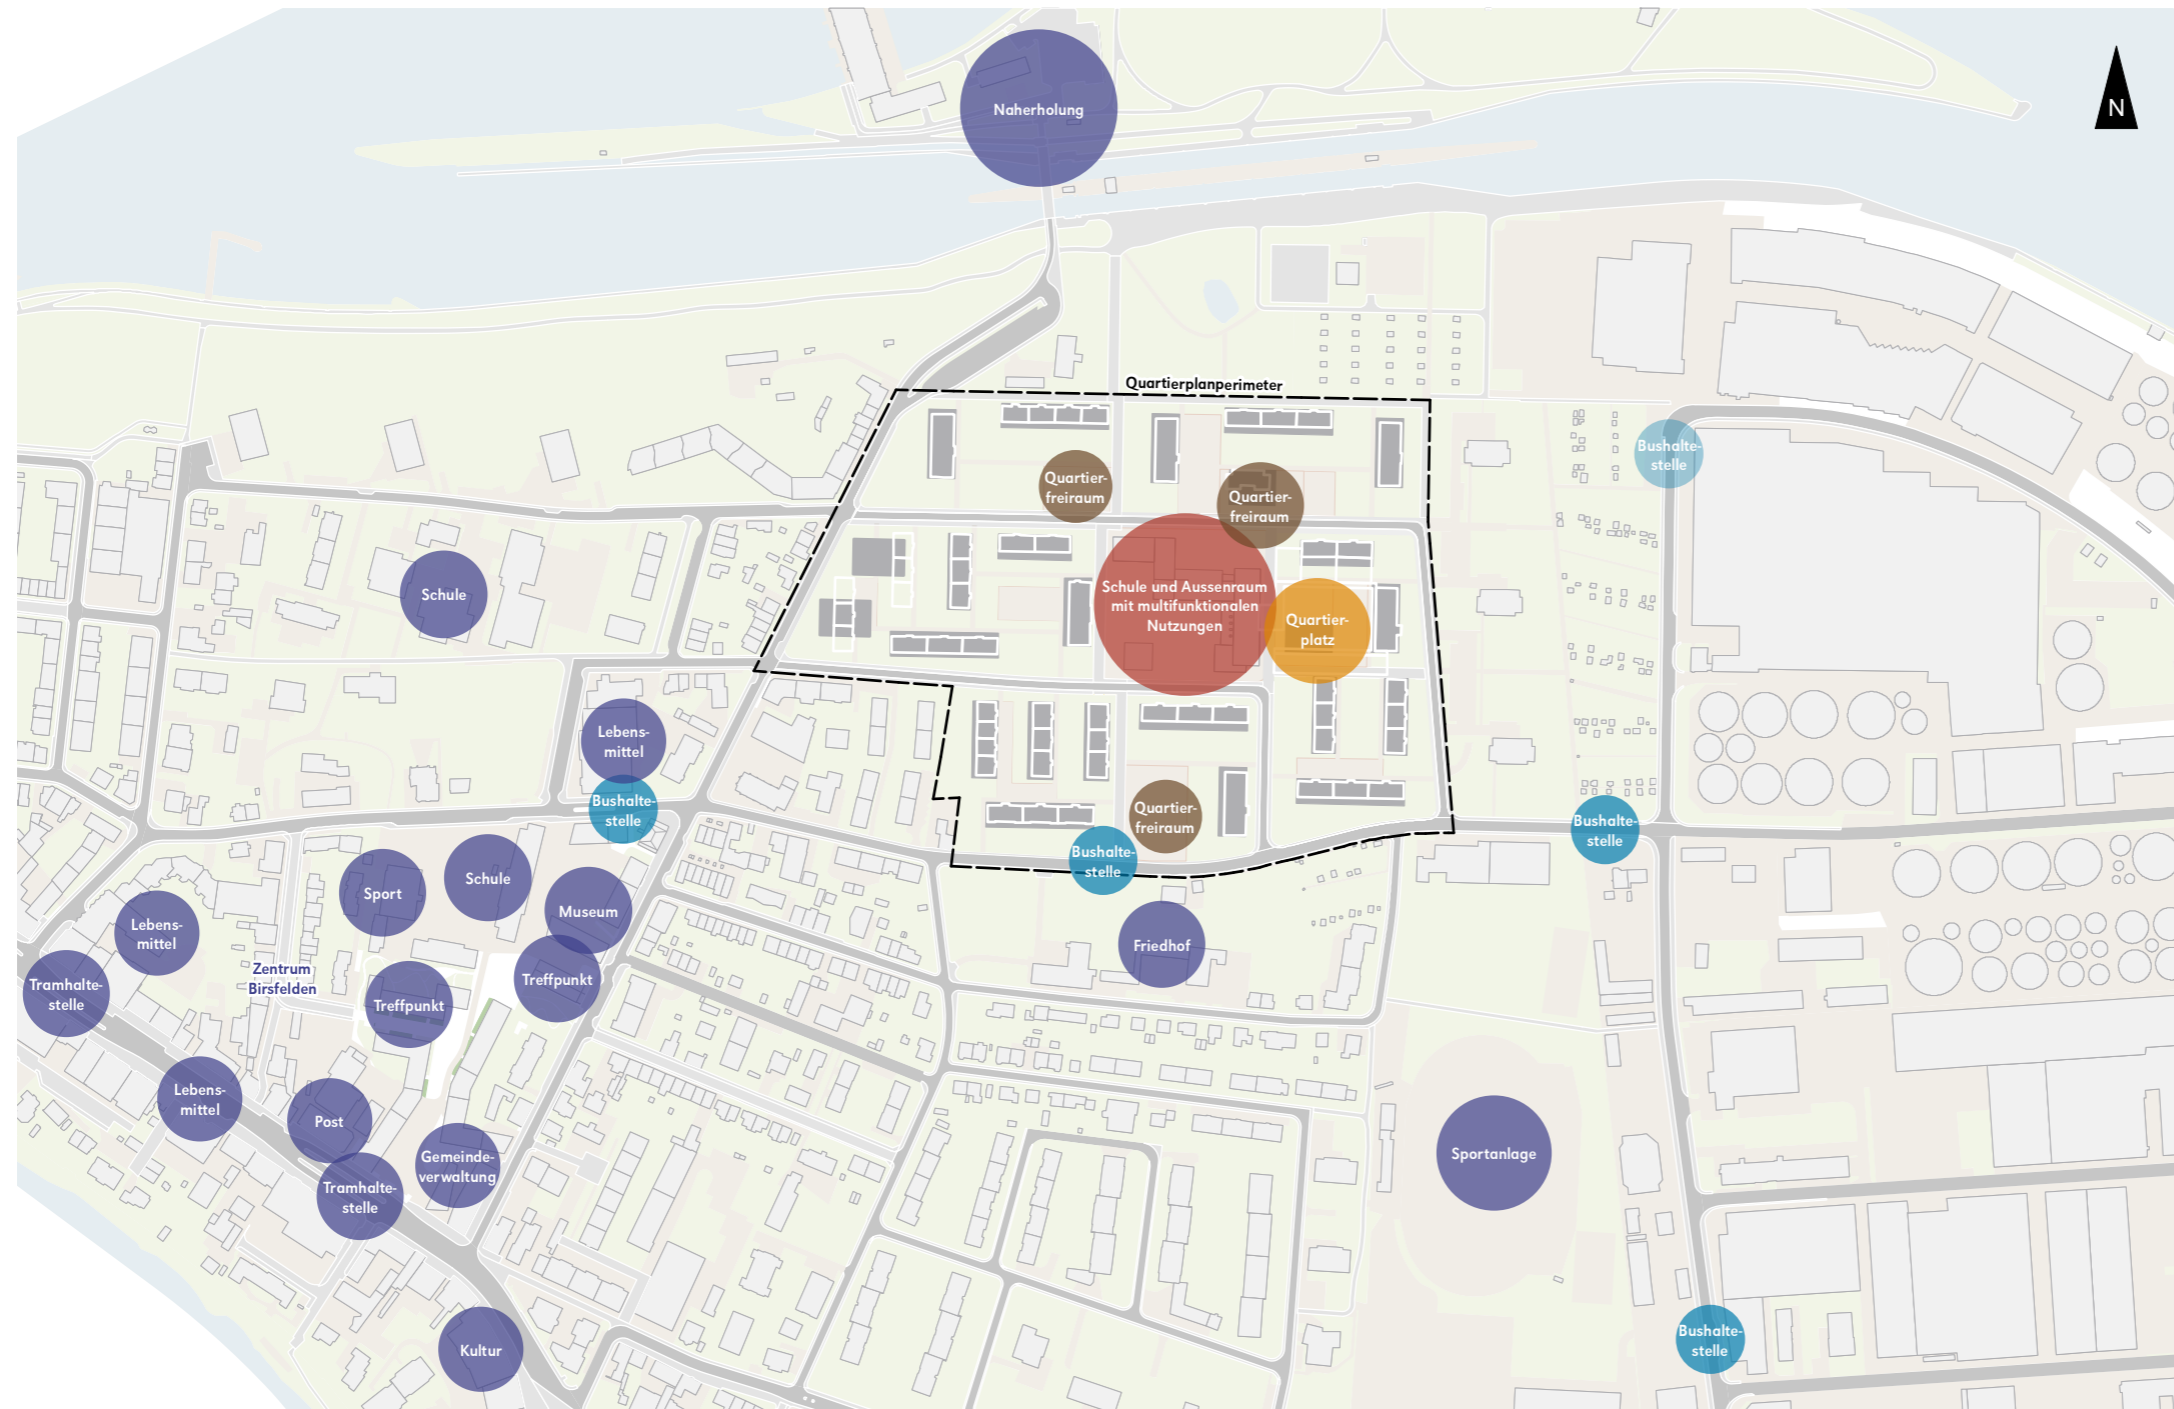 Naherholung
N
Quartierplanperimeter
Bushalte-
stelle
Quartier-
freiraum
Quartier-
freiraum
Schule
Schule und Aussenraum
mit multifunktionalen
Nutzungen
Quartier-
platz
Lebens-
mittel
Bushalte-
stelle
Quartier-
freiraum
Bushalte-
stelle
Bushalte-
stelle
Sport
Schule
Museum
Lebens-
mittel
Friedhof
Zentrum
Birsfelden
Treffpunkt
Tramhalte-
stelle
Treffpunkt
Lebens-
mittel
Post
Gemeinde-
verwaltung
Sportanlage
Tramhalte-
stelle
Bushalte-
stelle
Kultur